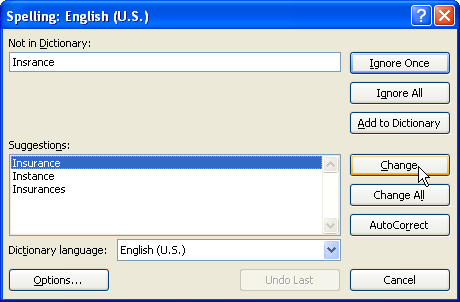 Spelling: English (U.S.)
Not in Dictionary:
Insrance
Ignore Once
Ignore All
Add to Dictionary
Suggestions:
Insurance
Instance
Insurances
Change
Change All
AutoCorrect
Dictionary language: English (U.S.)
Options... Undo Last Cancel